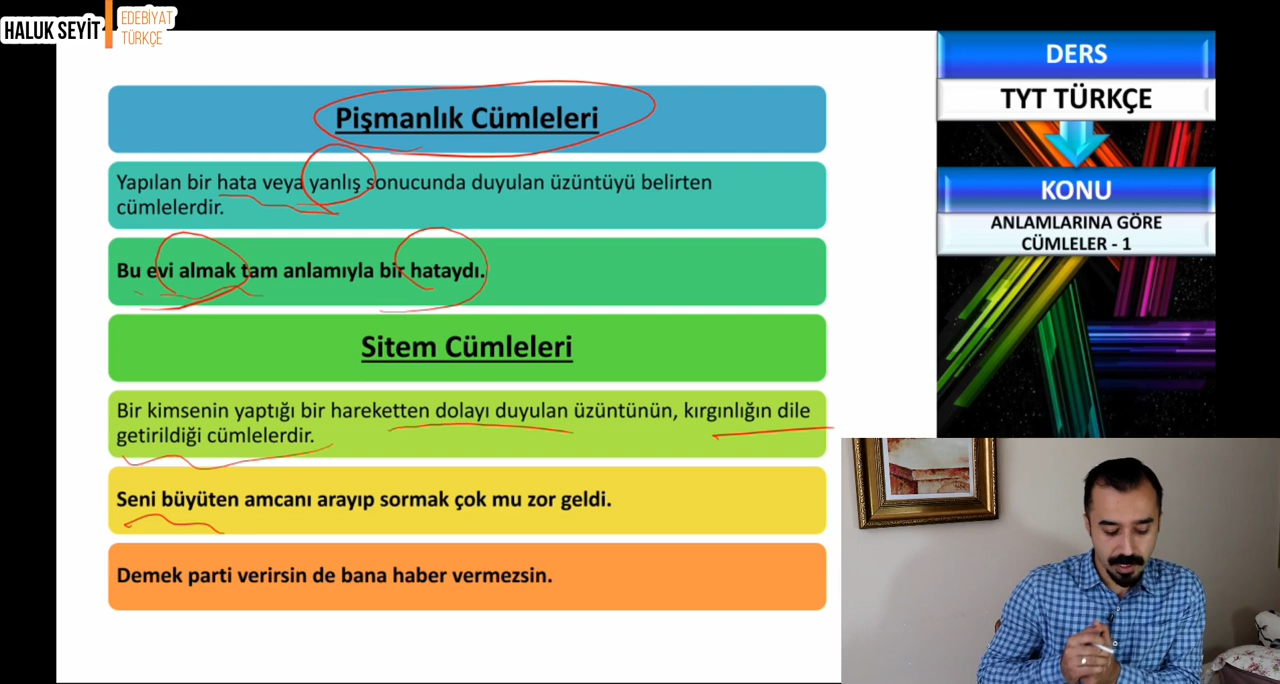 HALUK SEYİT
EDEBİYAT
TÜRKÇE
Pişmanlık Cümleleri
Yapılan bir hata veya yanlış sonucunda duyulan üzüntüyü belirten
cümlelerdir.
Bu evi almak tam anlamıyla bir hataydı.
Sitem Cümleleri
Bir kimsenin yaptığı bir hareketten dolayı duyulan üzüntünün, kırgınlığın dile
getirildiği cümlelerdir.
Seni büyüten amcanı arayıp sormak çok mu zor geldi.
Demek parti verirsin de bana haber vermezsin.
DERS
TYT TÜRKÇE
KONU
ANLAMLARINA GÖRE
CÜMLELER - 1